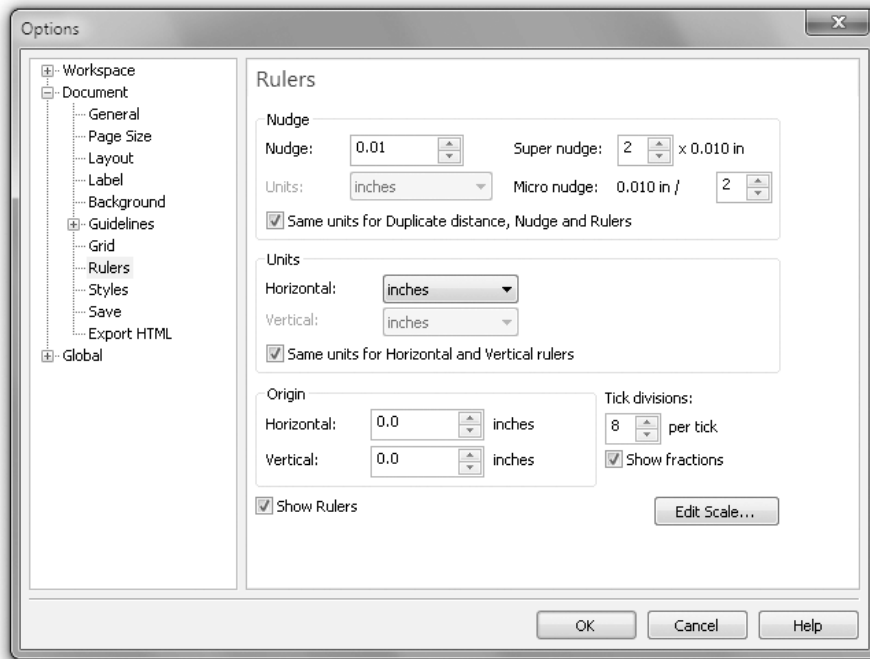 Options
x
Workspace
Document
General
Page Size
Layout
Label
Background
Guidelines
Grid
Rulers
Styles
Save
Export HTML
Global
Rulers
Nudge
Nudge: 0.01 Super nudge: 2 x 0.010 in
Units: inches Micro nudge: 0.010 in / 2
Same units for Duplicate distance, Nudge and Rulers
Units
Horizontal: inches
Vertical: inches
Same units for Horizontal and Vertical rulers
Origin
Horizontal: 0.0 inches
Vertical: 0.0 inches
Tick divisions:
8 per tick
Show fractions
Show Rulers
Edit Scale...
OK Cancel Help